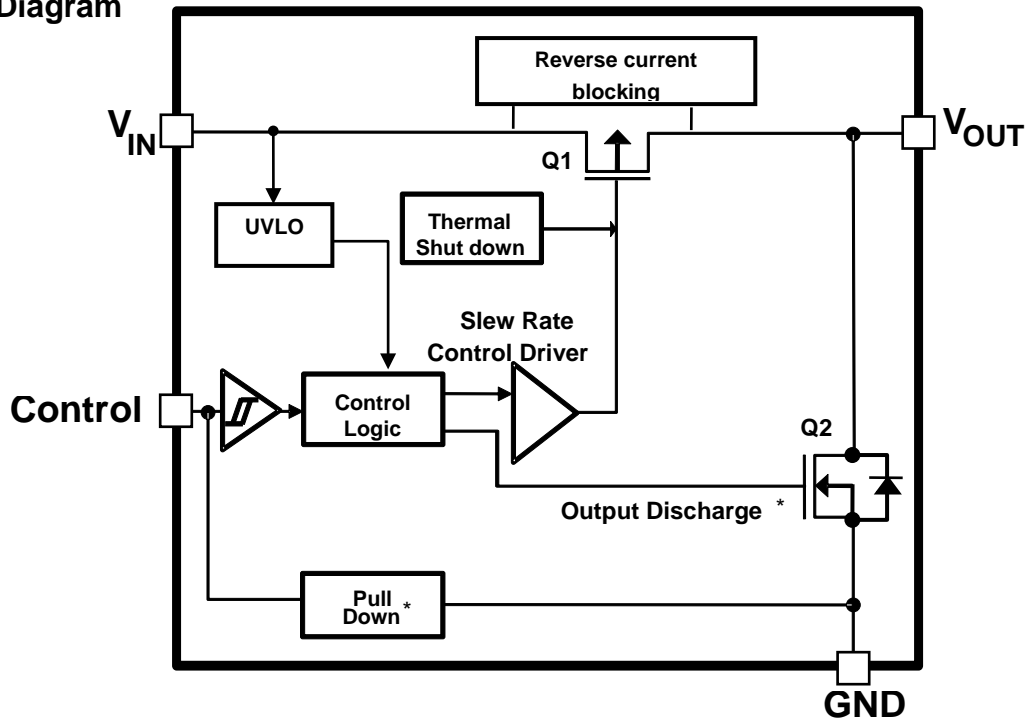 Diagram
Reverse current
blocking
VIN
VOUT
Q1
UVLO
Thermal
Shut down
Slew Rate
Control Driver
Control
Control
Logic
Q2
Output Discharge *
Pull
Down *
GND